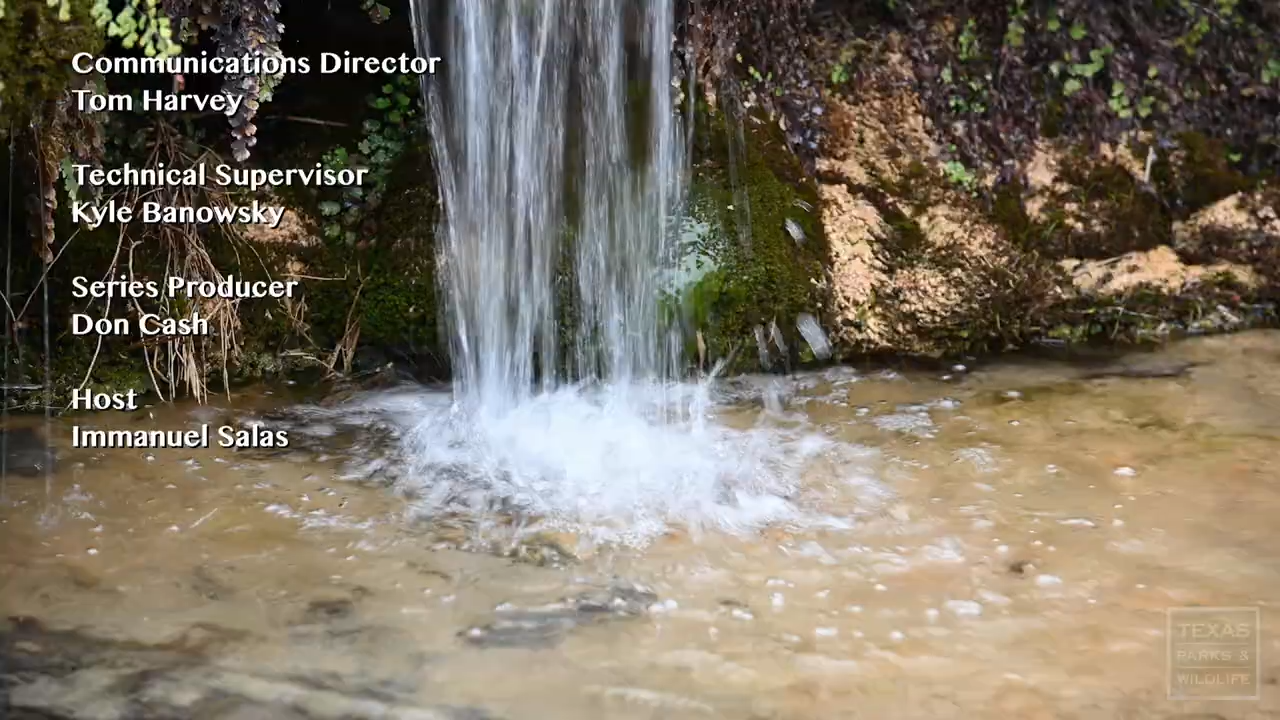 Communications Director
Tom Harvey
Technical Supervisor
Kyle Banowsky
Series Producer
Don Cash
Host
Immanuel Salas
TEXAS
PARKS &
WILDLIFE